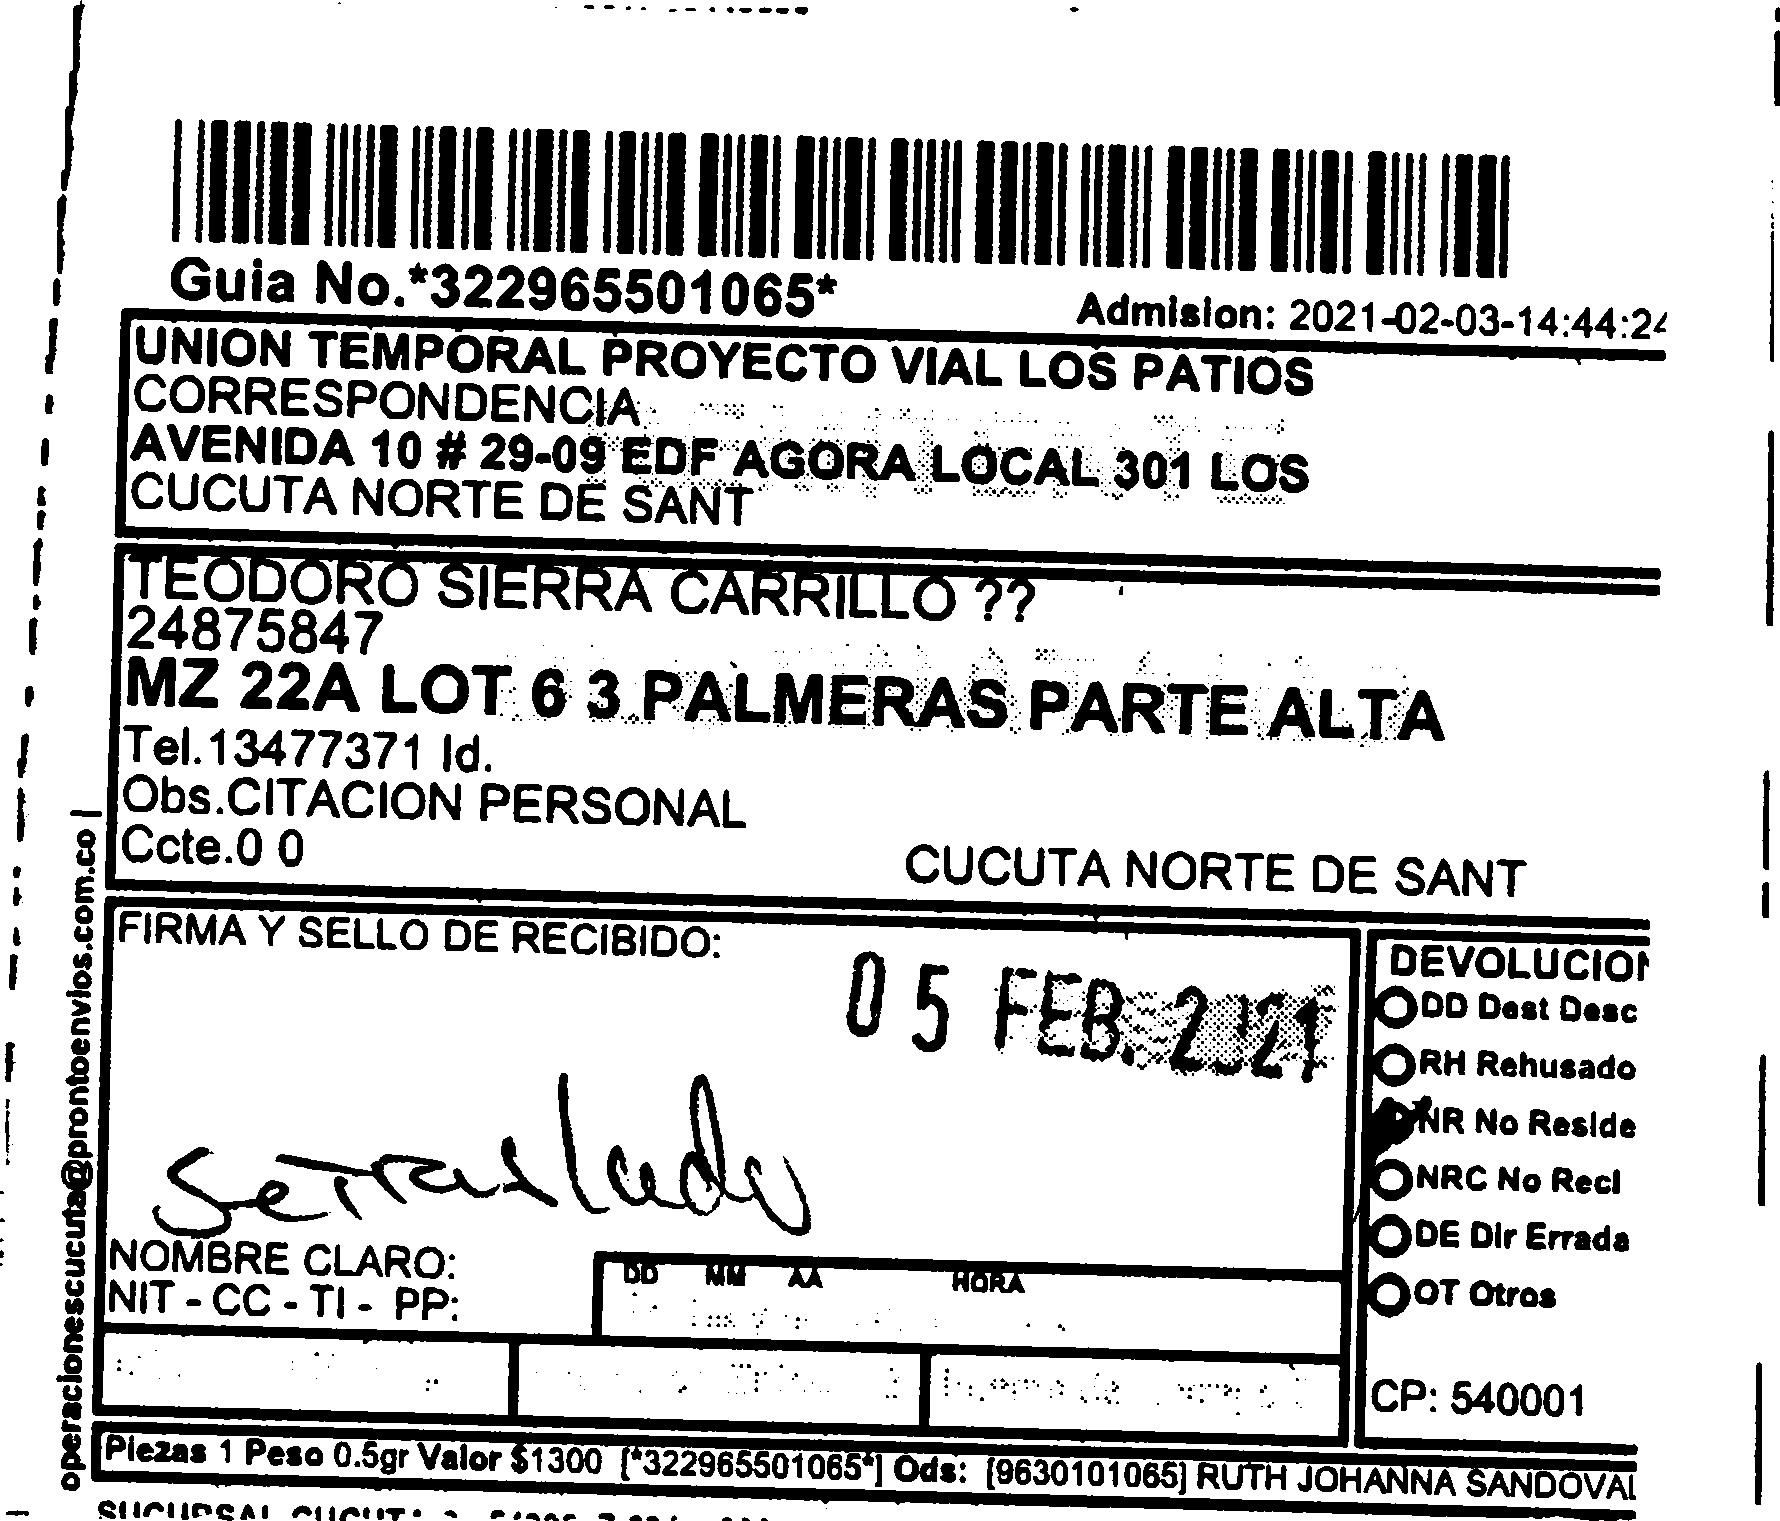 Guia No.*322965501065*
Admision: 2021-02-03-14:44:24
UNION TEMPORAL PROYECTO VIAL LOS PATIOS
CORRESPONDENCIA
AVENIDA 10 # 29-09 EDF AGORA LOCAL 301 LOS
CUCUTA NORTE DE SANT
TEODORO SIERRA CARRILLO ??
24875847
MZ 22A LOT 6 3 PALMERAS PARTE ALTA
Tel.13477371 Id.
Obs.CITACION PERSONAL
Ccte.0 0
CUCUTA NORTE DE SANT
operacionescucuta@prontoenvios.com.co |
FIRMA Y SELLO DE RECIBIDO:
05 FEB. 2021
NOMBRE CLARO:
NIT - CC - TI - PP:
DD MM AA HORA
DEVOLUCION
DD Dest Desc
RH Rehusado
NR No Reside
NRC No Recl
DE Dir Errada
OT Otros
CP: 540001
Piezas 1 Peso 0.5gr Valor $1300 [*322965501065*] Ods: [9630101065] RUTH JOHANNA SANDOVAL
SUCURSAL